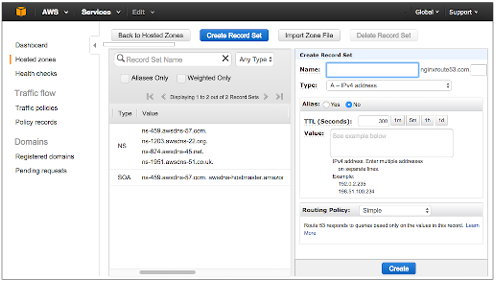 AWS Services Edit Global Support
Back to Hosted Zones Create Record Set Import Zone File Delete Record Set
Dashboard
Hosted zones
Health checks
Traffic flow
Traffic policies
Policy records
Domains
Registered domains
Pending requests
Record Set Name Any Type
Aliases Only Weighted Only
Displaying 1 to 2 out of 2 Record Sets
Type Value
NS
ns-459.awsdns-57.com.
ns-1203.awsdns-22.org.
ns-874.awsdns-45.net.
ns-1951.awsdns-51.co.uk.
SOA ns-459.awsdns-57.com. awsdns-hostmaster.amazon
Create Record Set
Name: .nginxroute53.com.
Type: A – IPv4 address
Alias: Yes No
TTL (Seconds): 300 1m 5m 1h 1d
Value: See example below
IPv4 address. Enter multiple addresses
on separate lines.
Example:
192.0.2.235
198.51.100.234
Routing Policy: Simple
Route 53 responds to queries based only on the values in this record. Learn
More
Create